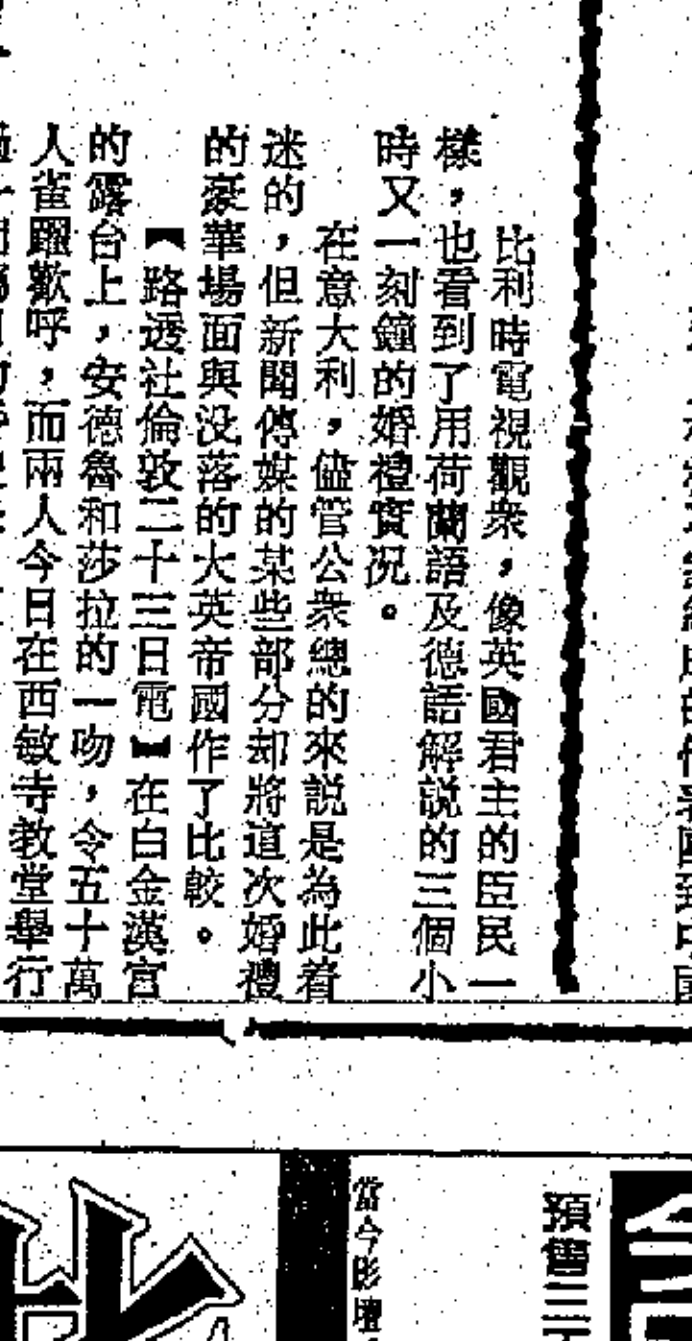 比利時電視觀衆，像英國君主的臣民一
樣，也看到了用荷蘭語及德語解説的三個小
時又一刻鐘的婚禮實況。
在意大利，儘管公衆總的來説是為此着
迷的，但新聞傳媒的某些部分却將這次婚禮
的豪華場面與没落的大英帝國作了比較。
【路透社倫敦二十三日電】在白金漢宮
的露台上，安德魯和莎拉的一吻，令五十萬
人雀躍歡呼，而兩人今日在西敏寺教堂舉行
預售三
當今影壇